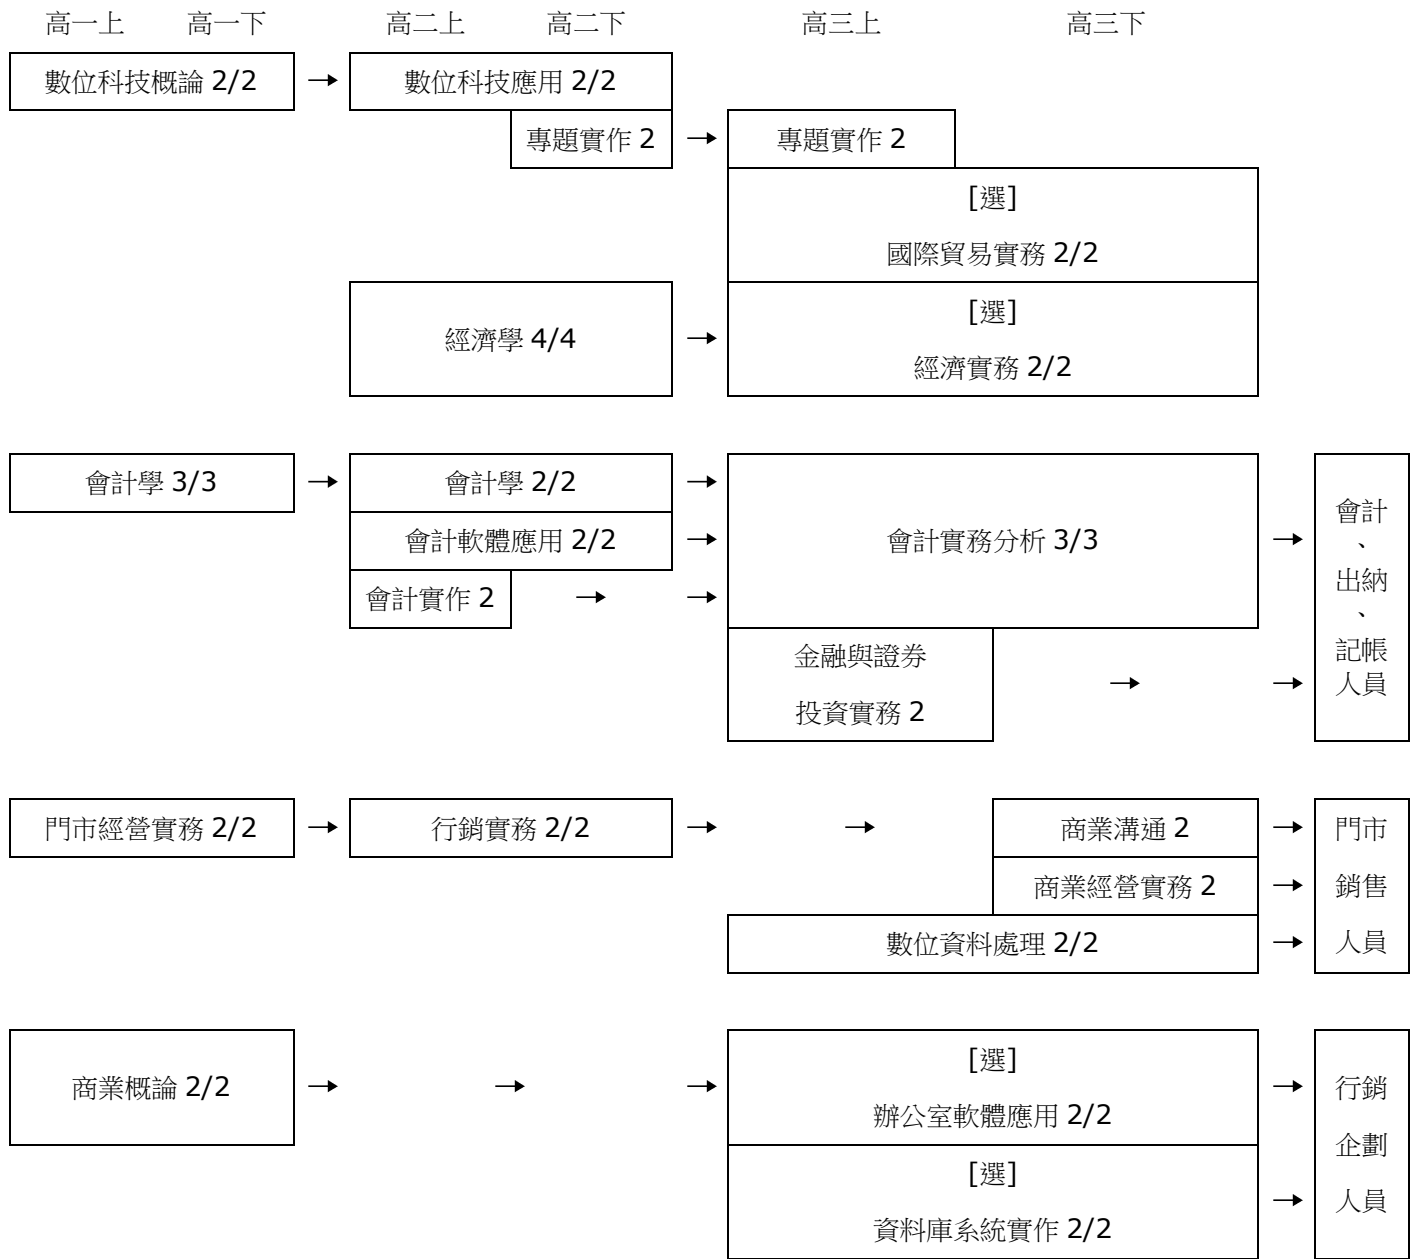 高一上 高一下 高二上 高二下 高三上 高三下
數位科技概論 2/2 → 數位科技應用 2/2
專題實作 2 → 專題實作 2
[選]
國際貿易實務 2/2
經濟學 4/4 → [選]
經濟實務 2/2
會計學 3/3 → 會計學 2/2 →
會計軟體應用 2/2 → 會計實務分析 3/3 →
會計實作 2 → →
會計
、
出納
、
記帳
人員
金融與證券
投資實務 2 → →
門市經營實務 2/2 → 行銷實務 2/2 → → 商業溝通 2 → 門市
商業經營實務 2 → 銷售
數位資料處理 2/2 → 人員
商業概論 2/2 → → → [選]
辦公室軟體應用 2/2 → 行銷
企劃
[選]
資料庫系統實作 2/2 → 人員